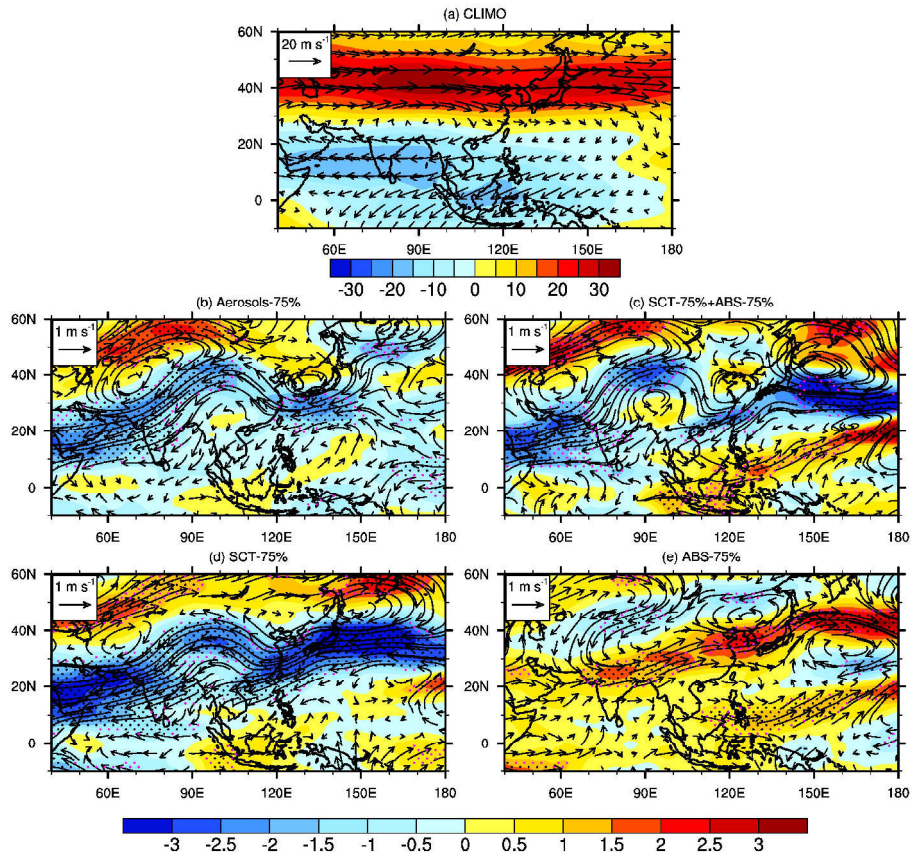 (a) CLIMO
60N
20 m s⁻¹
40N
20N
0
60E 90E 120E 150E 180
-30 -20 -10 0 10 20 30
(b) Aerosols-75%
60N
1 m s⁻¹
40N
20N
0
60E 90E 120E 150E 180
(c) SCT-75%+ABS-75%
60N
1 m s⁻¹
40N
20N
0
60E 90E 120E 150E 180
(d) SCT-75%
60N
1 m s⁻¹
40N
20N
0
60E 90E 120E 150E 180
(e) ABS-75%
60N
1 m s⁻¹
40N
20N
0
60E 90E 120E 150E 180
-3 -2.5 -2 -1.5 -1 -0.5 0 0.5 1 1.5 2 2.5 3